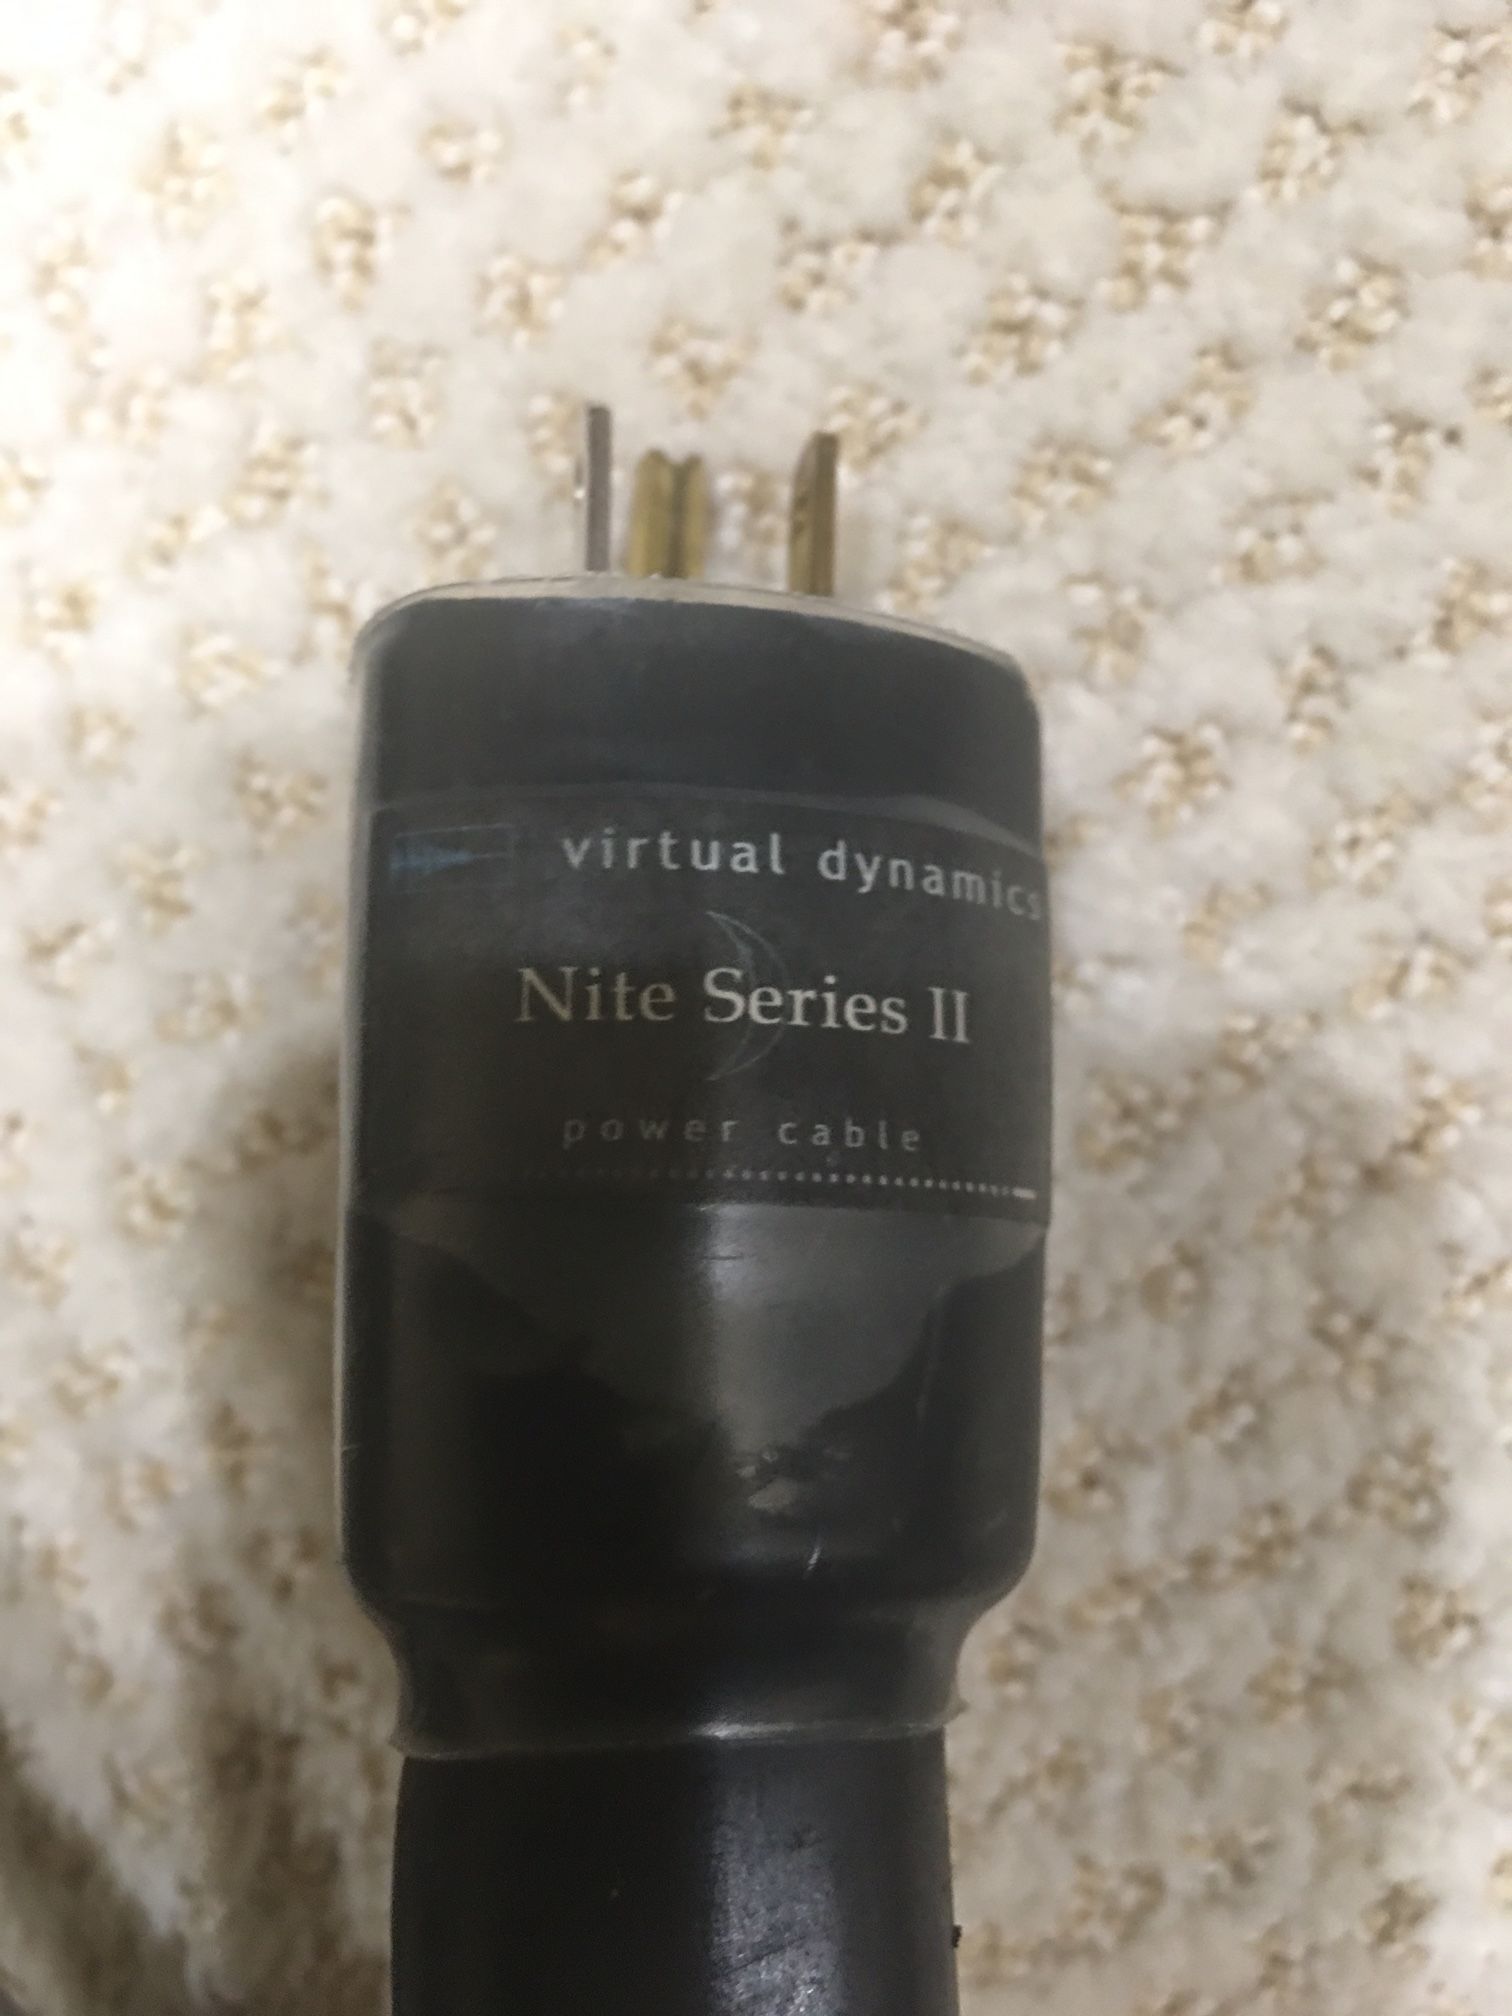 virtual dynamics
Nite Series II
power cable